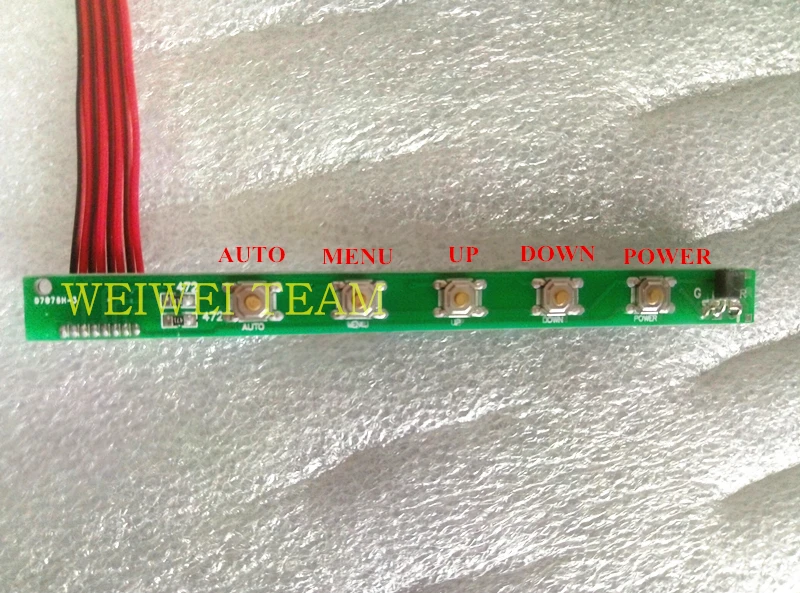 AUTO MENU UP DOWN POWER
472
WEIWEI TEAM
472
G R
AUTO MENU UP DOWN POWER